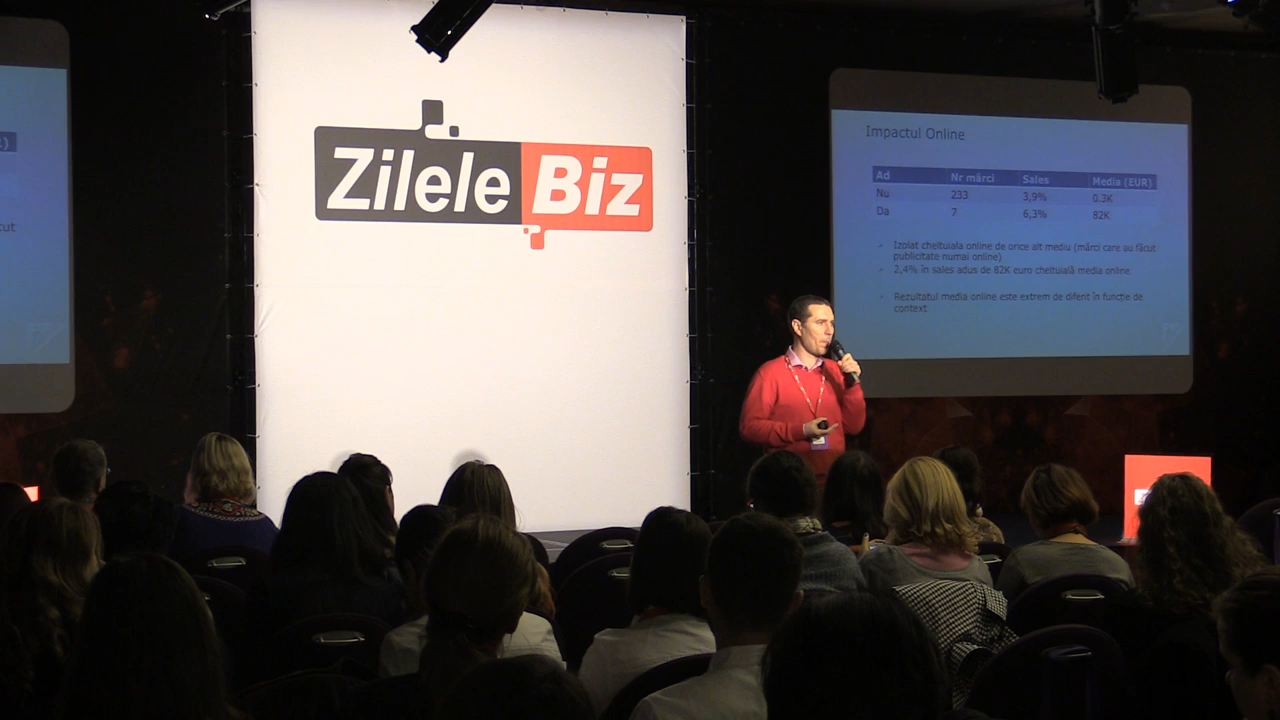 Zilele Biz
Impactul Online
Ad Nr mărci Sales Media (EUR)
Nu 233 3,9% 0.3K
Da 7 6,3% 82K
Izolat cheltuiala online de orice alt mediu (mărci care au făcut
publicitate numai online)
2,4% în sales adus de 82K euro cheltuială media online
Rezultatul media online este extrem de diferit în funcție de
context